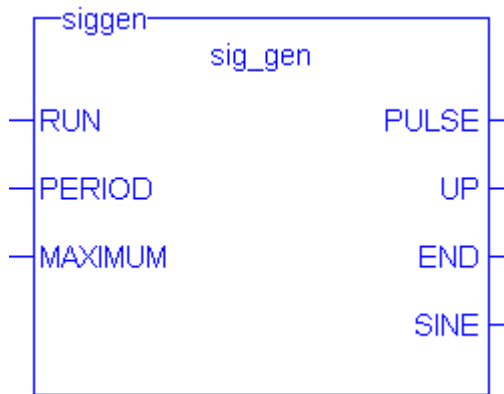 siggen
sig_gen
RUN PULSE
PERIOD UP
MAXIMUM END
SINE